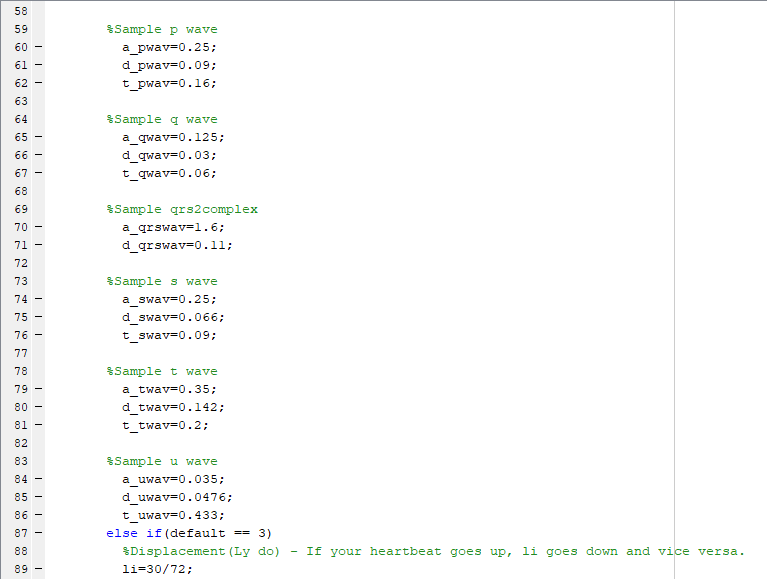 58
59 %Sample p wave
60 – a_pwav=0.25;
61 – d_pwav=0.09;
62 – t_pwav=0.16;
63
64 %Sample q wave
65 – a_qwav=0.125;
66 – d_qwav=0.03;
67 – t_qwav=0.06;
68
69 %Sample qrs2complex
70 – a_qrswav=1.6;
71 – d_qrswav=0.11;
72
73 %Sample s wave
74 – a_swav=0.25;
75 – d_swav=0.066;
76 – t_swav=0.09;
77
78 %Sample t wave
79 – a_twav=0.35;
80 – d_twav=0.142;
81 – t_twav=0.2;
82
83 %Sample u wave
84 – a_uwav=0.035;
85 – d_uwav=0.0476;
86 – t_uwav=0.433;
87 – else if(default == 3)
88 %Displacement(Ly do) - If your heartbeat goes up, li goes down and vice versa.
89 – li=30/72;